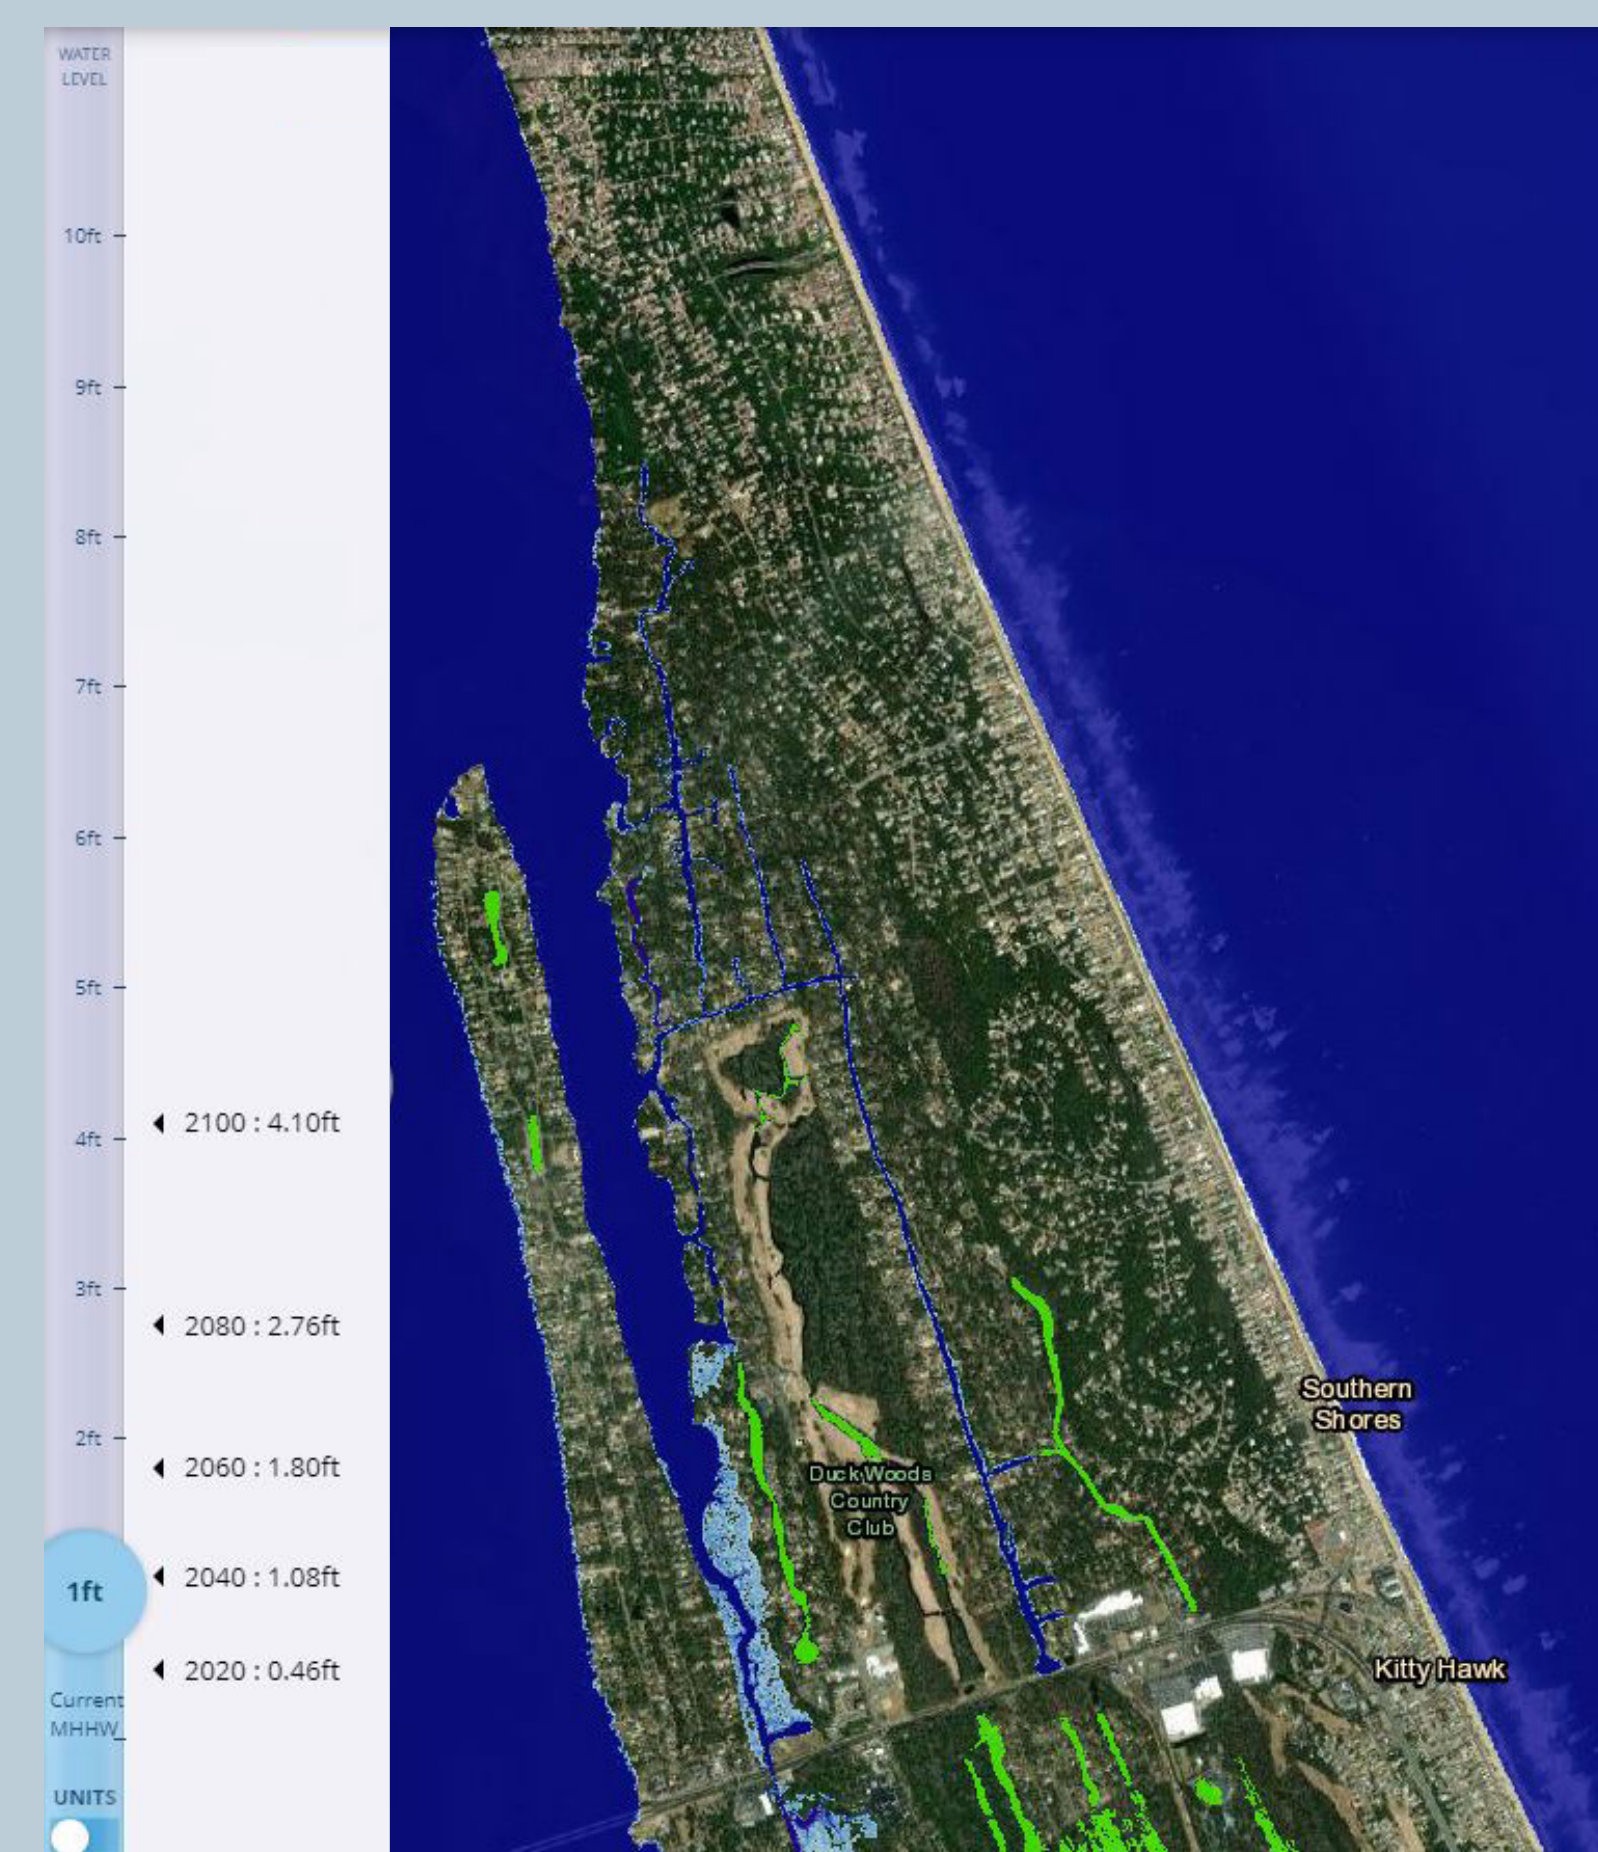 WATER
LEVEL
10ft
9ft
8ft
7ft
6ft
5ft
4ft
3ft
2ft
1ft
Current
MHHW
UNITS
2100 : 4.10ft
2080 : 2.76ft
2060 : 1.80ft
2040 : 1.08ft
2020 : 0.46ft
Southern
Shores
Duck Woods
Country
Club
Kitty Hawk